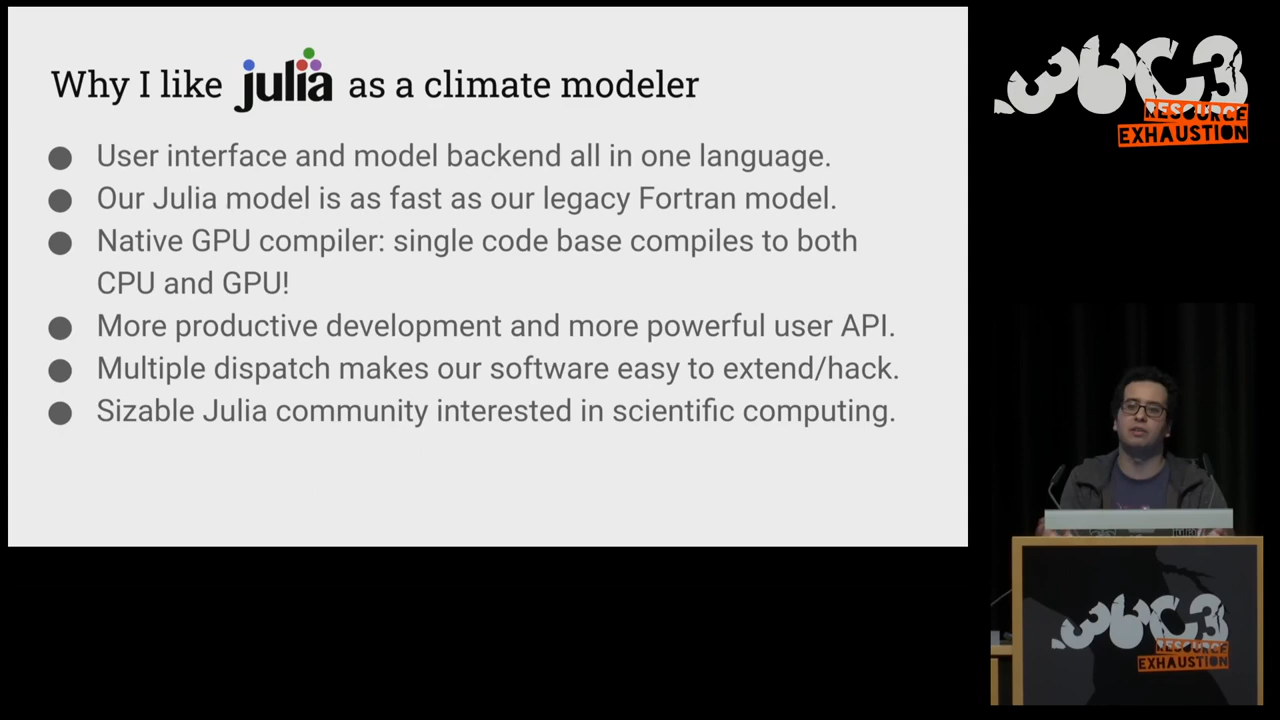 Why I like julia as a climate modeler
● User interface and model backend all in one language.
● Our Julia model is as fast as our legacy Fortran model.
● Native GPU compiler: single code base compiles to both
CPU and GPU!
● More productive development and more powerful user API.
● Multiple dispatch makes our software easy to extend/hack.
● Sizable Julia community interested in scientific computing.
36C3
RESOURCE
EXHAUSTION
julia
36C3
RESOURCE
EXHAUSTION